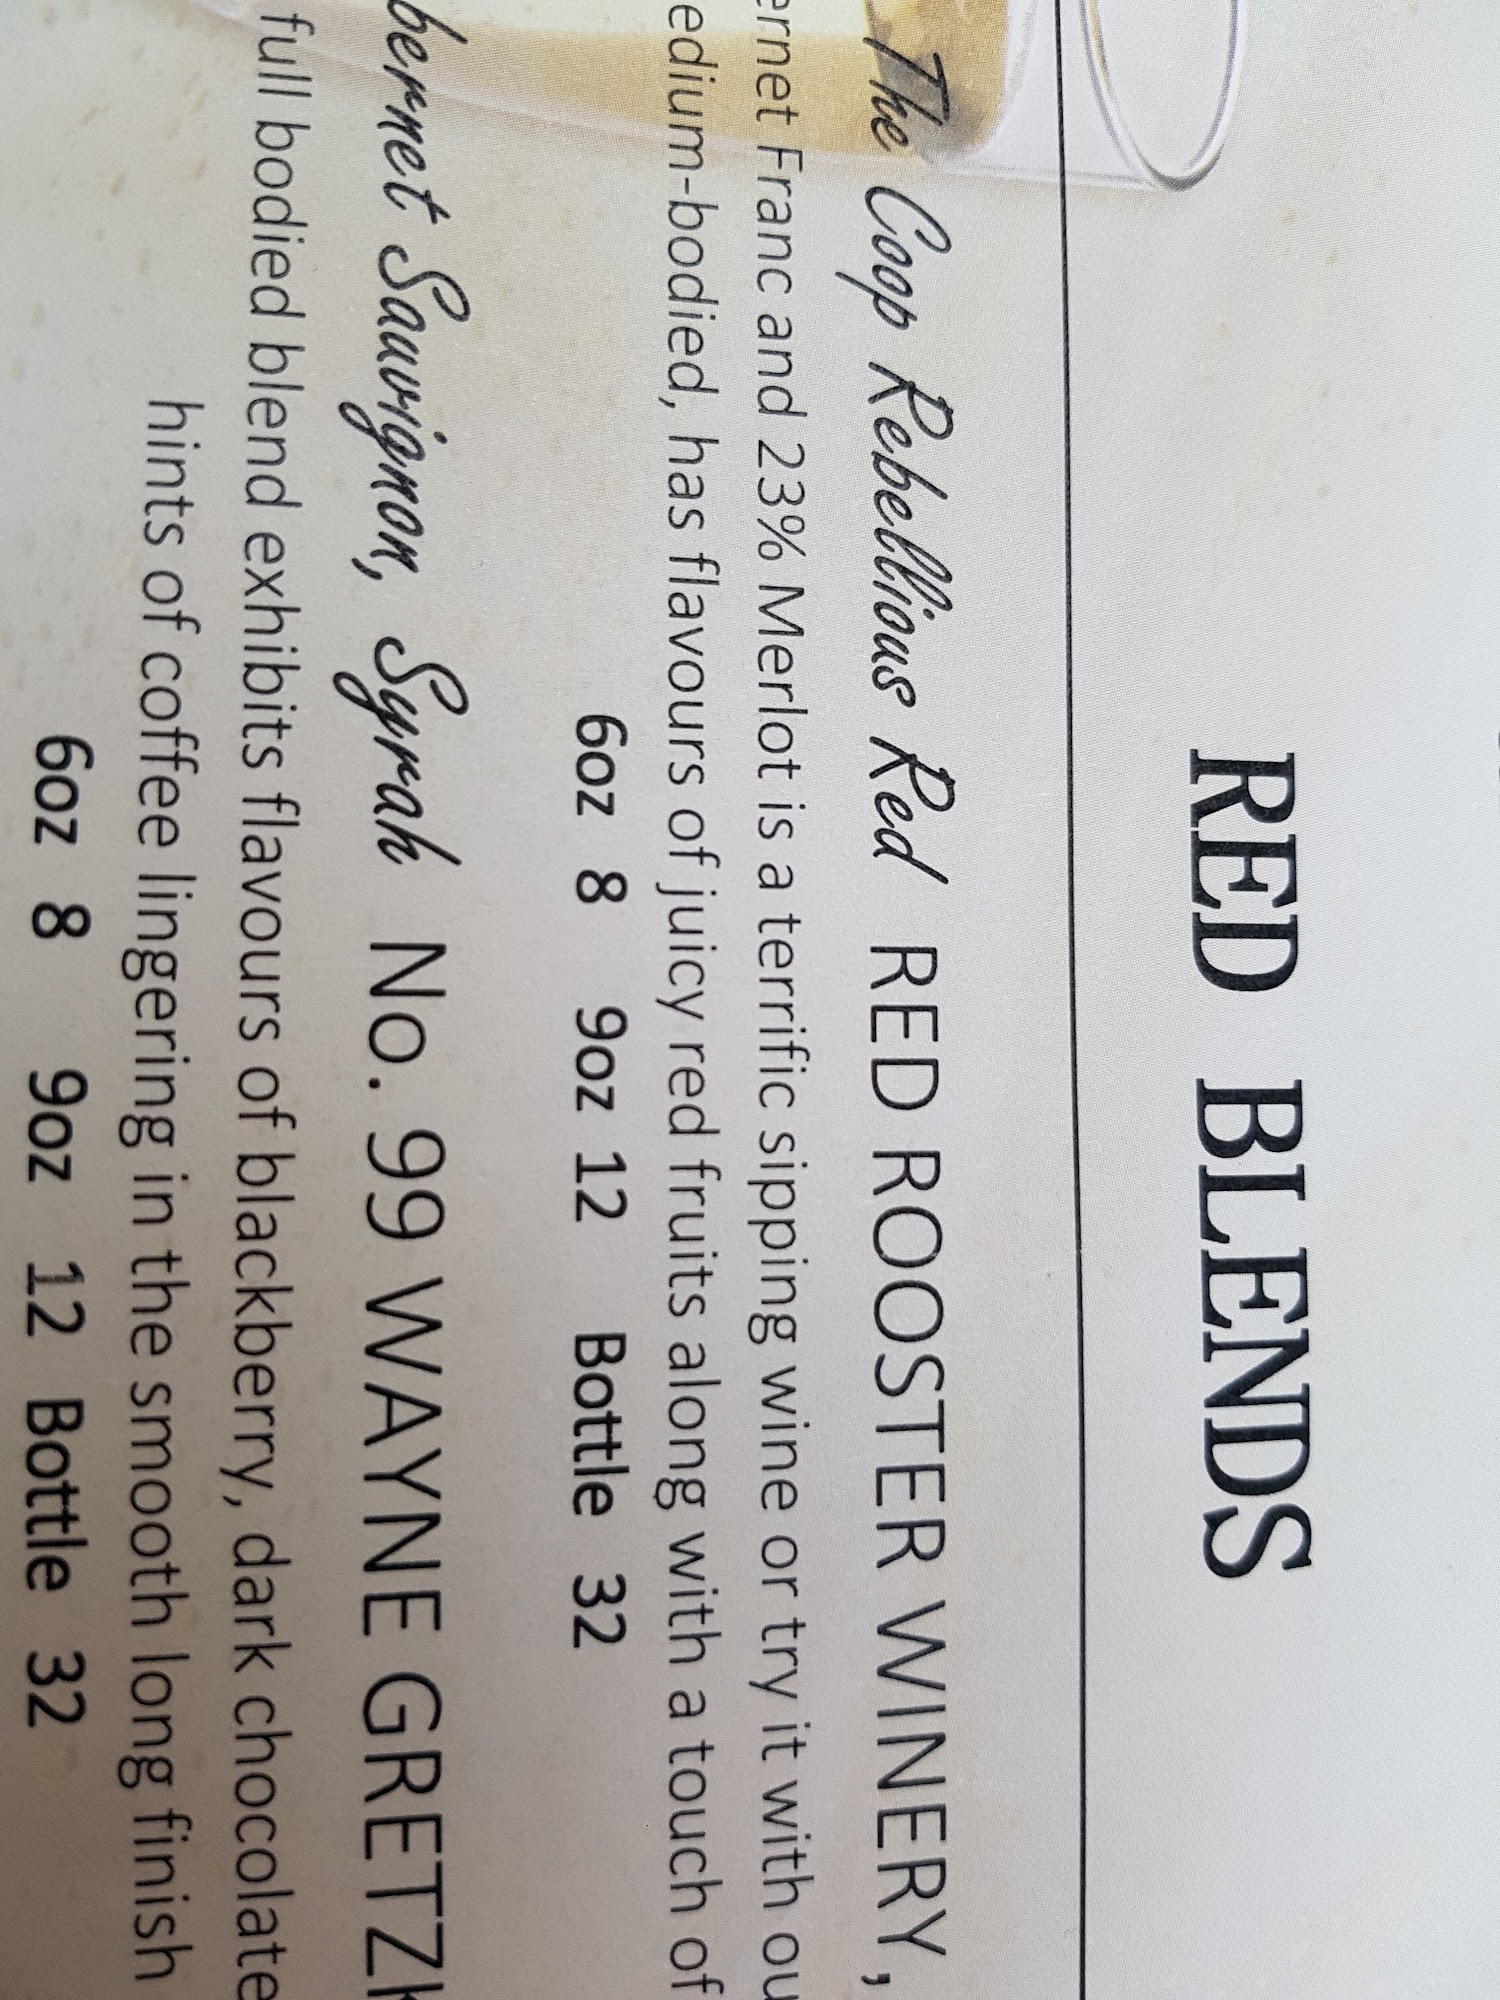 RED BLENDS
The Coop Rebellious Red RED ROOSTER WINERY,
ernet Franc and 23% Merlot is a terrific sipping wine or try it with ou
edium-bodied, has flavours of juicy red fruits along with a touch of
6oz 8 9oz 12 Bottle 32
bernet Sauvignon, Syrah No. 99 WAYNE GRETZK
full bodied blend exhibits flavours of blackberry, dark chocolate
hints of coffee lingering in the smooth long finish
6oz 8 9oz 12 Bottle 32